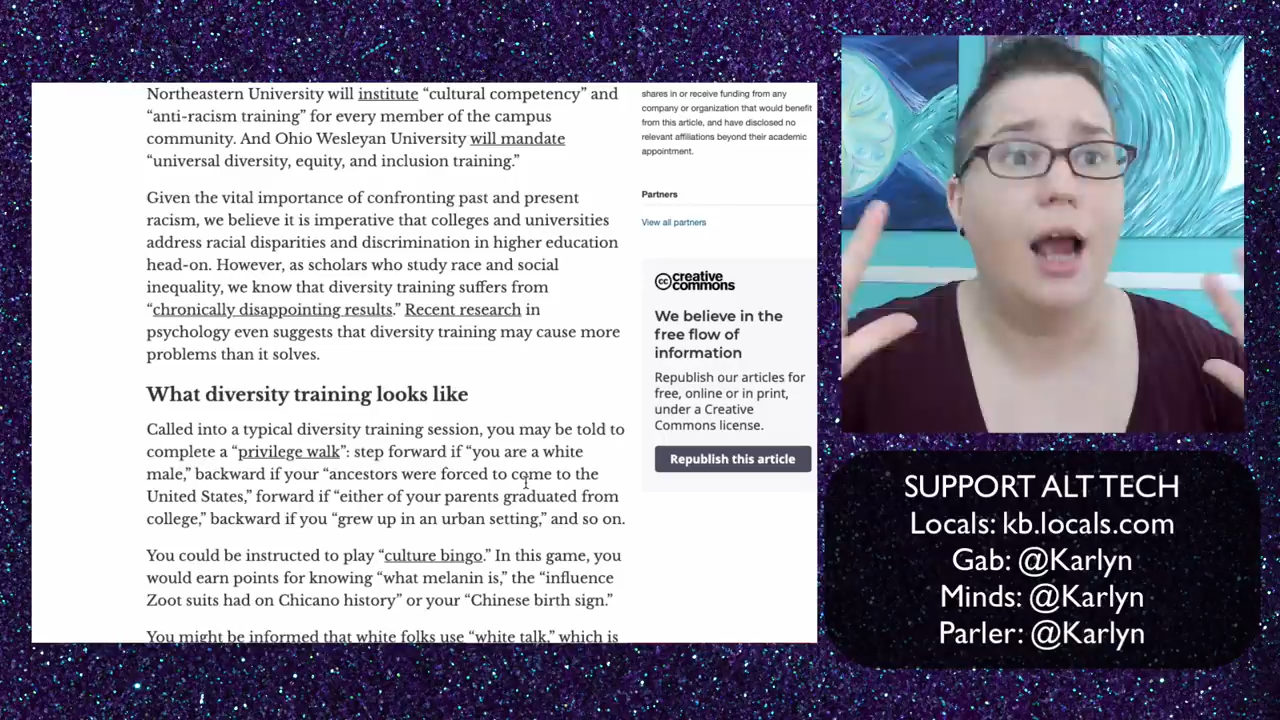 Northeastern University will institute “cultural competency” and
“anti-racism training” for every member of the campus
community. And Ohio Wesleyan University will mandate
“universal diversity, equity, and inclusion training.”
Given the vital importance of confronting past and present
racism, we believe it is imperative that colleges and universities
address racial disparities and discrimination in higher education
head-on. However, as scholars who study race and social
inequality, we know that diversity training suffers from
“chronically disappointing results.” Recent research in
psychology even suggests that diversity training may cause more
problems than it solves.
What diversity training looks like
Called into a typical diversity training session, you may be told to
complete a “privilege walk”: step forward if “you are a white
male,” backward if your “ancestors were forced to come to the
United States,” forward if “either of your parents graduated from
college,” backward if you “grew up in an urban setting,” and so on.
You could be instructed to play “culture bingo.” In this game, you
would earn points for knowing “what melanin is,” the “influence
Zoot suits had on Chicano history” or your “Chinese birth sign.”
You might be informed that white folks use “white talk,” which is
shares in or receive funding from any
company or organization that would benefit
from this article, and have disclosed no
relevant affiliations beyond their academic
appointment.
Partners
View all partners
cc creative
commons
We believe in the
free flow of
information
Republish our articles for
free, online or in print,
under a Creative
Commons license.
Republish this article
SUPPORT ALT TECH
Locals: kb.locals.com
Gab: @Karlyn
Minds: @Karlyn
Parler: @Karlyn